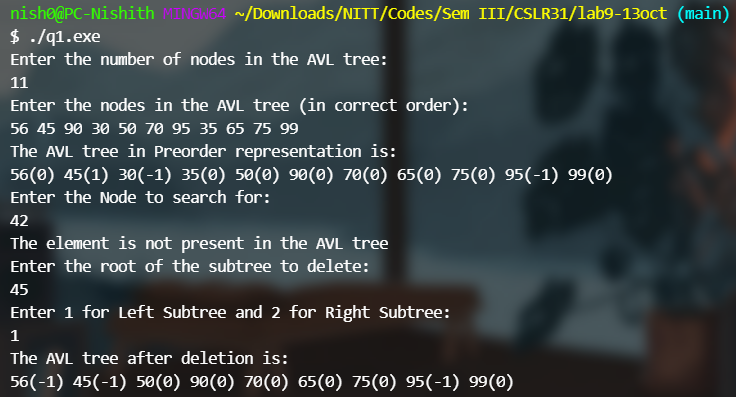 nish0@PC-Nishith MINGW64 ~/Downloads/NITT/Codes/Sem III/CSLR31/lab9-13oct (main)
$ ./q1.exe
Enter the number of nodes in the AVL tree:
11
Enter the nodes in the AVL tree (in correct order):
56 45 90 30 50 70 95 35 65 75 99
The AVL tree in Preorder representation is:
56(0) 45(1) 30(-1) 35(0) 50(0) 90(0) 70(0) 65(0) 75(0) 95(-1) 99(0)
Enter the Node to search for:
42
The element is not present in the AVL tree
Enter the root of the subtree to delete:
45
Enter 1 for Left Subtree and 2 for Right Subtree:
1
The AVL tree after deletion is:
56(-1) 45(-1) 50(0) 90(0) 70(0) 65(0) 75(0) 95(-1) 99(0)